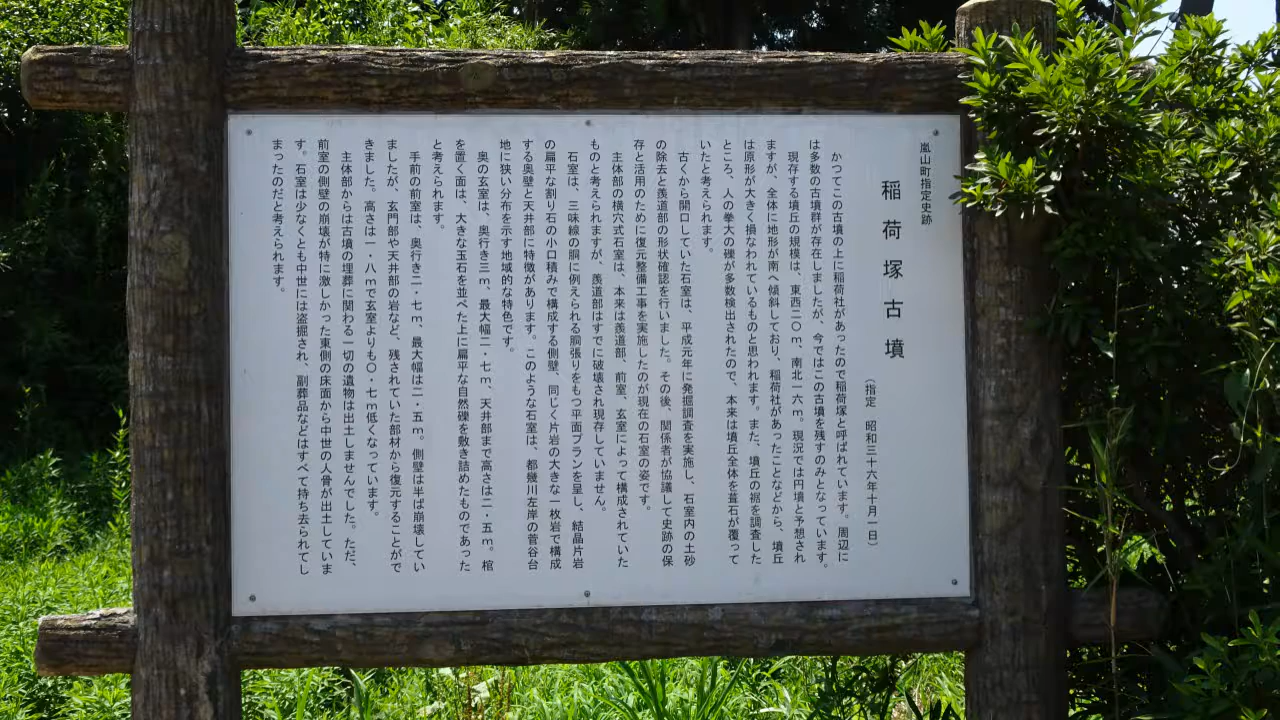 嵐山町指定史跡
稲荷塚古墳
（指定　昭和三十六年十月一日）
かつてこの古墳の上に稲荷社があったので稲荷塚と呼ばれています。周辺に
は多数の古墳群が存在しましたが、今ではこの古墳を残すのみとなっています。
現存する墳丘の規模は、東西二〇ｍ、南北一六ｍ。現況では円墳と予想され
ますが、全体に地形が南へ傾斜しており、稲荷社があったことなどから、墳丘
は原形が大きく損なわれているものと思われます。また、墳丘の裾を調査した
ところ、人の拳大の礫が多数検出されたので、本来は墳丘全体を葺石が覆って
いたと考えられます。
古くから開口していた石室は、平成元年に発掘調査を実施し、石室内の土砂
の除去と羨道部の形状確認を行いました。その後、関係者が協議して史跡の保
存と活用のために復元整備工事を実施したのが現在の石室の姿です。
主体部の横穴式石室は、本来は羨道部、前室、玄室によって構成されていた
ものと考えられますが、羨道部はすでに破壊され現存していません。
石室は、三味線の胴に例えられる胴張りをもつ平面プランを呈し、結晶片岩
の扁平な割り石の小口積みで構成する側壁、同じく片岩の大きな一枚岩で構成
する奥壁と天井部に特徴があります。このような石室は、都幾川左岸の菅谷台
地に狭い分布を示す地域的な特色です。
奥の玄室は、奥行き三ｍ、最大幅二・七ｍ、天井部まで高さは二・五ｍ。棺
を置く面は、大きな玉石を並べた上に扁平な自然礫を敷き詰めたものであった
と考えられます。
手前の前室は、奥行き二・七ｍ、最大幅は二・五ｍ。側壁は半ば崩壊してい
ましたが、玄門部や天井部の岩など、残されていた部材から復元することがで
きました。高さは一・八ｍで玄室よりも〇・七ｍ低くなっています。
主体部からは古墳の埋葬に関わる一切の遺物は出土しませんでした。ただ、
前室の側壁の崩壊が特に激しかった東側の床面から中世の人骨が出土していま
す。石室は少なくとも中世には盗掘され、副葬品などはすべて持ち去られてし
まったのだと考えられます。